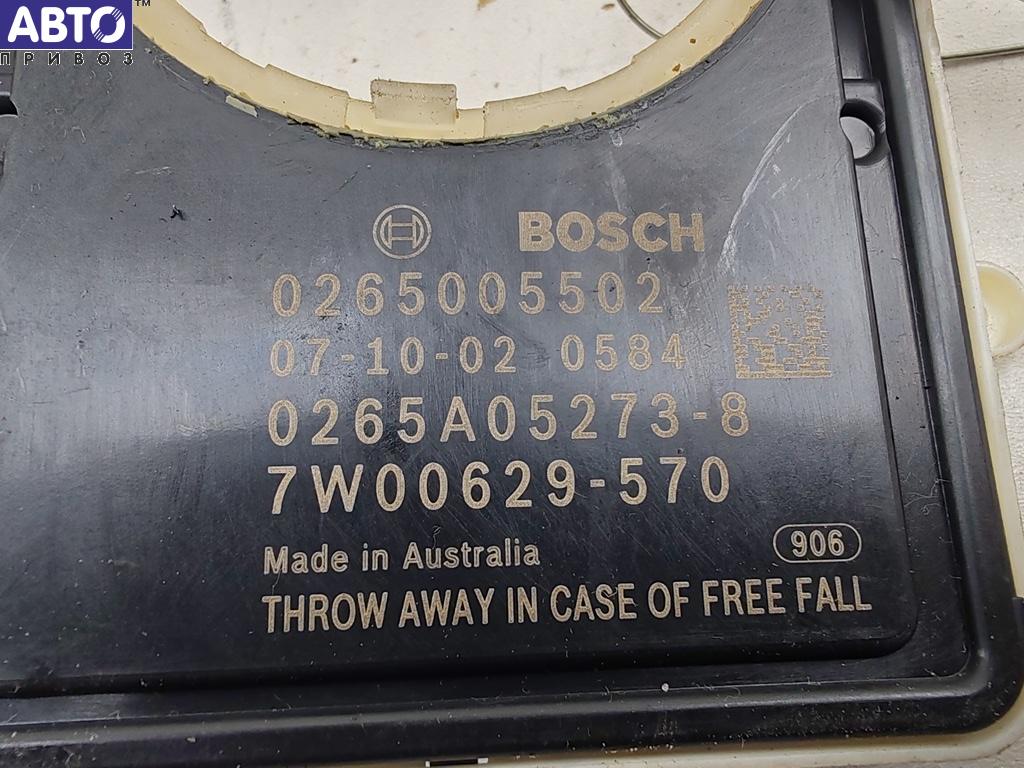 АВТО™
ПРИВОЗ
BOSCH
0265005502
07-10-02 0584
0265A05273-8
7W00629-570
Made in Australia
906
THROW AWAY IN CASE OF FREE FALL